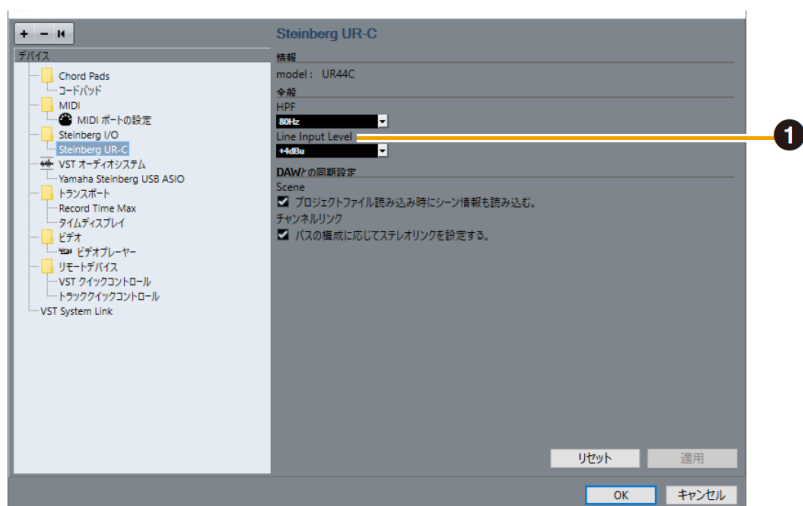 Steinberg UR-C
デバイス
Chord Pads
コードパッド
MIDI
MIDI ポートの設定
Steinberg I/O
Steinberg UR-C
VST オーディオシステム
Yamaha Steinberg USB ASIO
トランスポート
Record Time Max
タイムディスプレイ
ビデオ
ビデオプレーヤー
リモートデバイス
VST クイックコントロール
トラッククイックコントロール
VST System Link
情報
model : UR44C
全般
HPF
80Hz
Line Input Level
+4dBu
DAWとの同期設定
Scene
プロジェクトファイル読み込み時にシーン情報も読み込む。
チャンネルリンク
バスの構成に応じてステレオリンクを設定する。
リセット
適用
OK
キャンセル
1